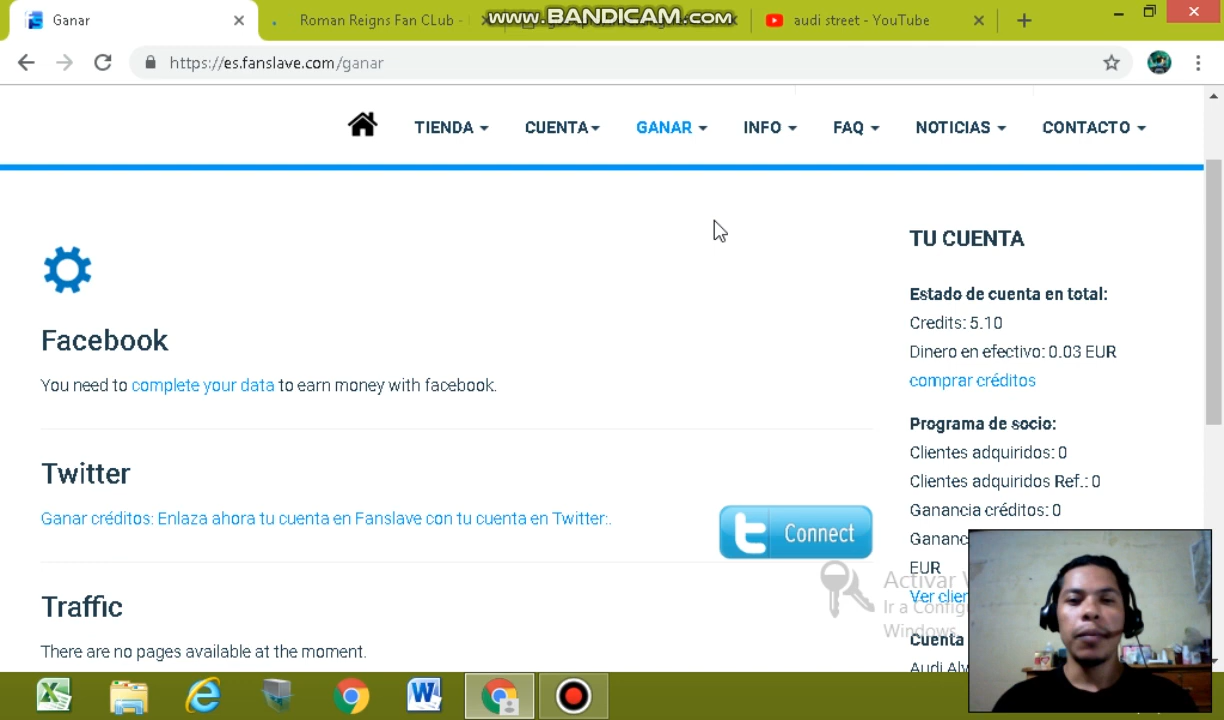 Ganar
Roman Reigns Fan CLub -
www.BANDICAM.com
audi street - YouTube
https://es.fanslave.com/ganar
TIENDA
CUENTA
GANAR
INFO
FAQ
NOTICIAS
CONTACTO
Facebook
You need to complete your data to earn money with facebook.
Twitter
Ganar créditos: Enlaza ahora tu cuenta en Fanslave con tu cuenta en Twitter:.
Connect
Traffic
There are no pages available at the moment.
TU CUENTA
Estado de cuenta en total:
Credits: 5.10
Dinero en efectivo: 0.03 EUR
comprar créditos
Programa de socio:
Clientes adquiridos: 0
Clientes adquiridos Ref.: 0
Ganancia créditos: 0
EUR
Ver
Cuenta
Audi
Activar
Ir a
Windows